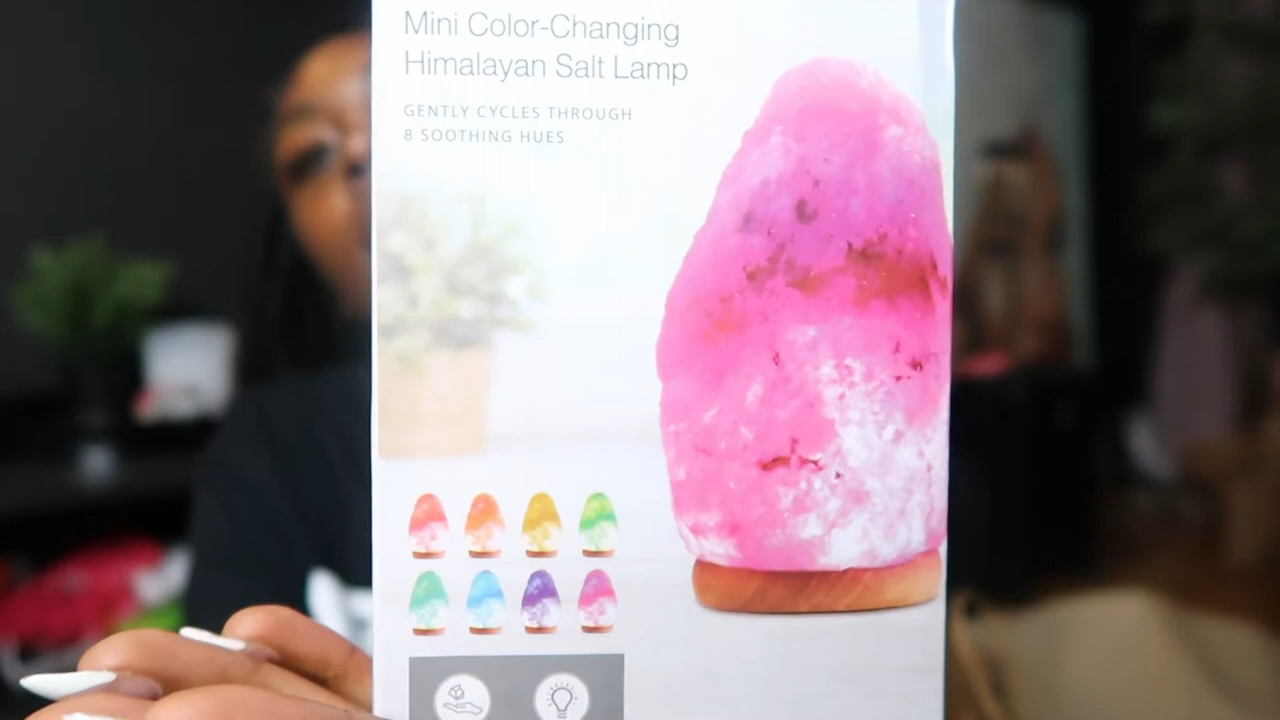 Mini Color-Changing
Himalayan Salt Lamp
GENTLY CYCLES THROUGH
8 SOOTHING HUES